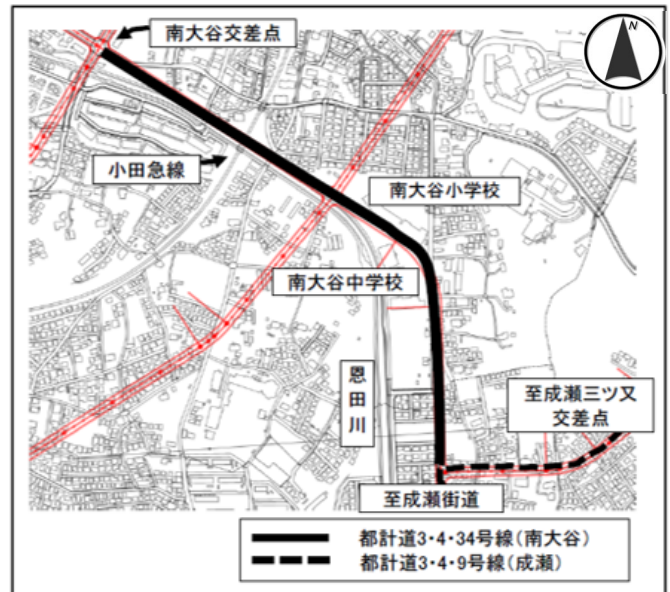 南大谷交差点
N
小田急線
南大谷小学校
南大谷中学校
恩田川
至成瀬三ツ又
交差点
至成瀬街道
都計道3・4・34号線(南大谷)
都計道3・4・9号線(成瀬)